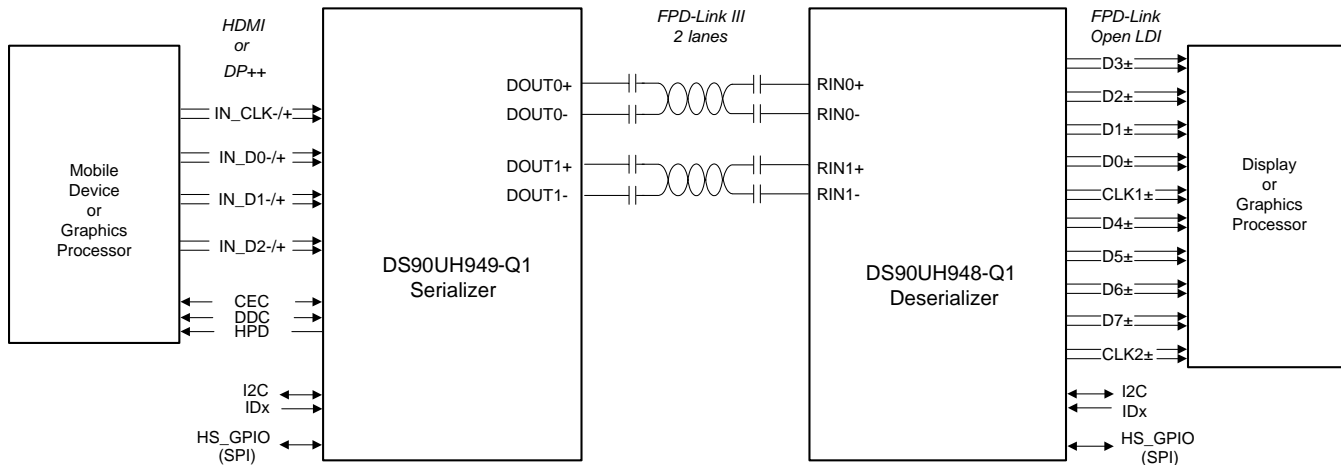 HDMI
or
DP++
FPD-Link III
2 lanes
FPD-Link
Open LDI
Mobile
Device
or
Graphics
Processor
IN_CLK-/+
IN_D0-/+
IN_D1-/+
IN_D2-/+
CEC
DDC
HPD
I2C
IDx
HS_GPIO
(SPI)
DS90UH949-Q1
Serializer
DOUT0+
DOUT0-
DOUT1+
DOUT1-
RIN0+
RIN0-
RIN1+
RIN1-
DS90UH948-Q1
Deserializer
D3±
D2±
D1±
D0±
CLK1±
D4±
D5±
D6±
D7±
CLK2±
I2C
IDx
HS_GPIO
(SPI)
Display
or
Graphics
Processor